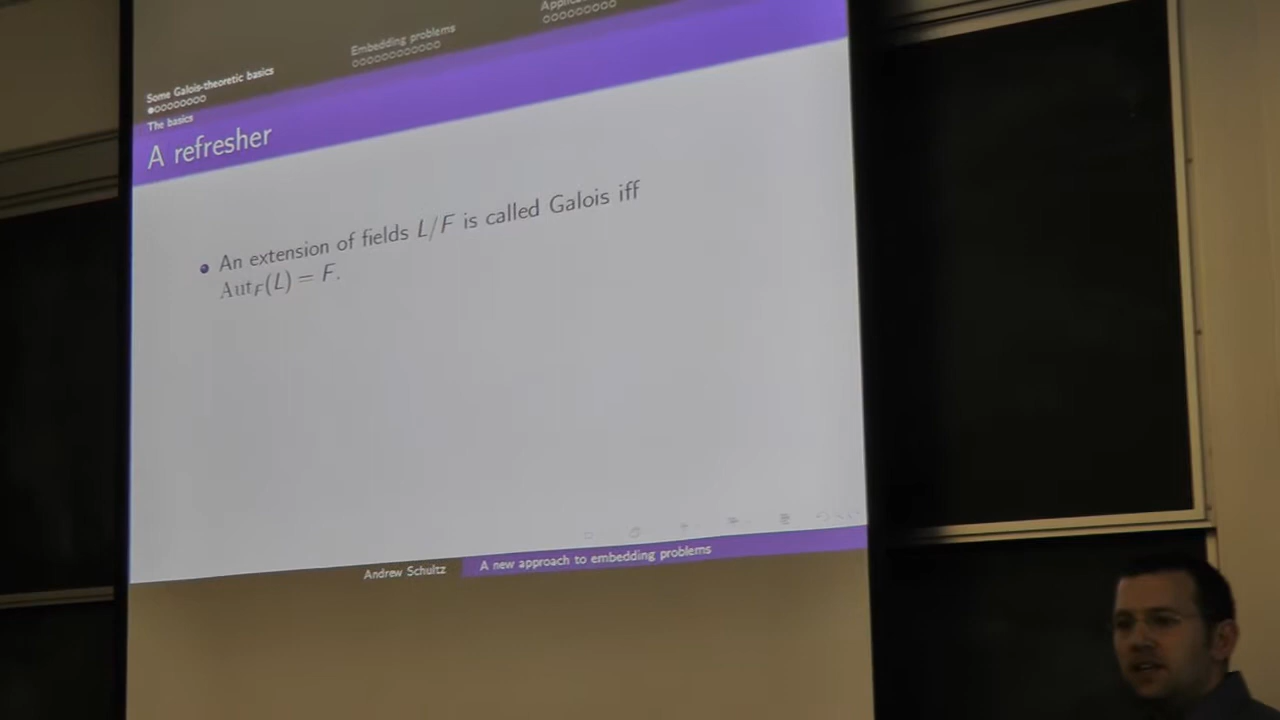 Some Galois-theoretic basics
Embedding problems
The basics
A refresher
An extension of fields L/F is called Galois iff
Aut_F(L) = F.
Andrew Schultz
A new approach to embedding problems